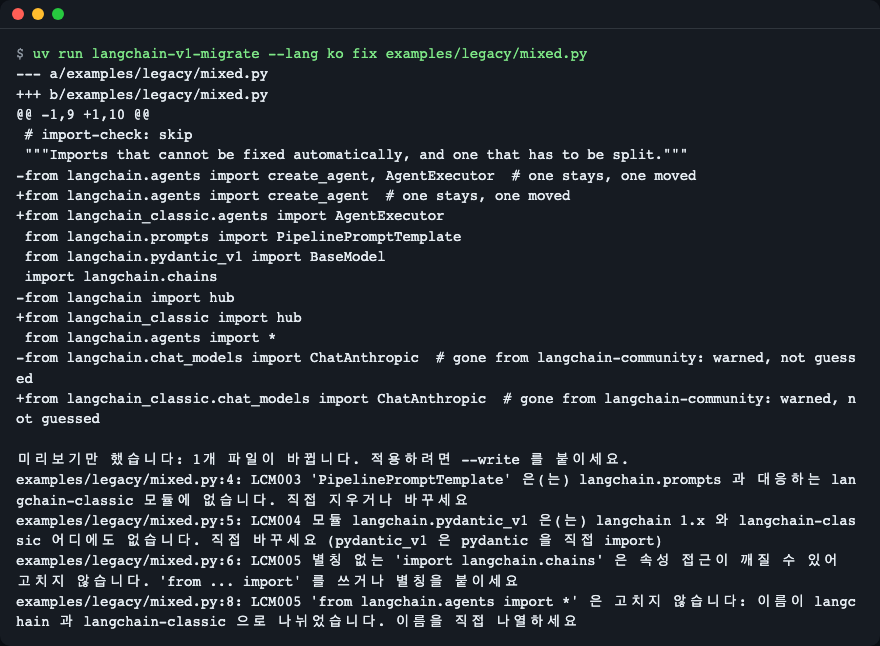 $ uv run langchain-v1-migrate --lang ko fix examples/legacy/mixed.py
--- a/examples/legacy/mixed.py
+++ b/examples/legacy/mixed.py
@@ -1,9 +1,10 @@
 # import-check: skip
 """Imports that cannot be fixed automatically, and one that has to be split."""
-from langchain.agents import create_agent, AgentExecutor  # one stays, one moved
+from langchain.agents import create_agent  # one stays, one moved
+from langchain_classic.agents import AgentExecutor
 from langchain.prompts import PipelinePromptTemplate
 from langchain.pydantic_v1 import BaseModel
 import langchain.chains
-from langchain import hub
+from langchain_classic import hub
 from langchain.agents import *
-from langchain.chat_models import ChatAnthropic  # gone from langchain-community: warned, not guess
ed
+from langchain_classic.chat_models import ChatAnthropic  # gone from langchain-community: warned, n
ot guessed
미리보기만 했습니다: 1개 파일이 바뀝니다. 적용하려면 --write 를 붙이세요.
examples/legacy/mixed.py:4: LCM003 'PipelinePromptTemplate' 은(는) langchain.prompts 과 대응하는 lan
gchain-classic 모듈에 없습니다. 직접 지우거나 바꾸세요
examples/legacy/mixed.py:5: LCM004 모듈 langchain.pydantic_v1 은(는) langchain 1.x 와 langchain-clas
sic 어디에도 없습니다. 직접 바꾸세요 (pydantic_v1 은 pydantic 을 직접 import)
examples/legacy/mixed.py:6: LCM005 별칭 없는 'import langchain.chains' 은 속성 접근이 깨질 수 있어
고치지 않습니다. 'from ... import' 를 쓰거나 별칭을 붙이세요
examples/legacy/mixed.py:8: LCM005 'from langchain.agents import *' 은 고치지 않습니다: 이름이 langc
hain 과 langchain-classic 으로 나뉘었습니다. 이름을 직접 나열하세요